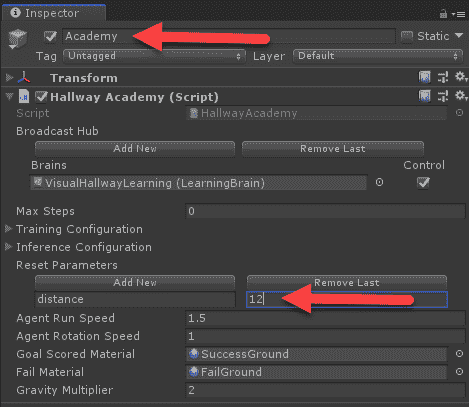 Inspector
Academy
Static
Tag Untagged Layer Default
Transform
Hallway Academy (Script)
Script HallwayAcademy
Broadcast Hub
Add New Remove Last
Brains Control
VisualHallwayLearning (LearningBrain)
Max Steps 0
Training Configuration
Inference Configuration
Reset Parameters
Add New Remove Last
distance 12
Agent Run Speed 1.5
Agent Rotation Speed 1
Goal Scored Material SuccessGround
Fail Material FailGround
Gravity Multiplier 2